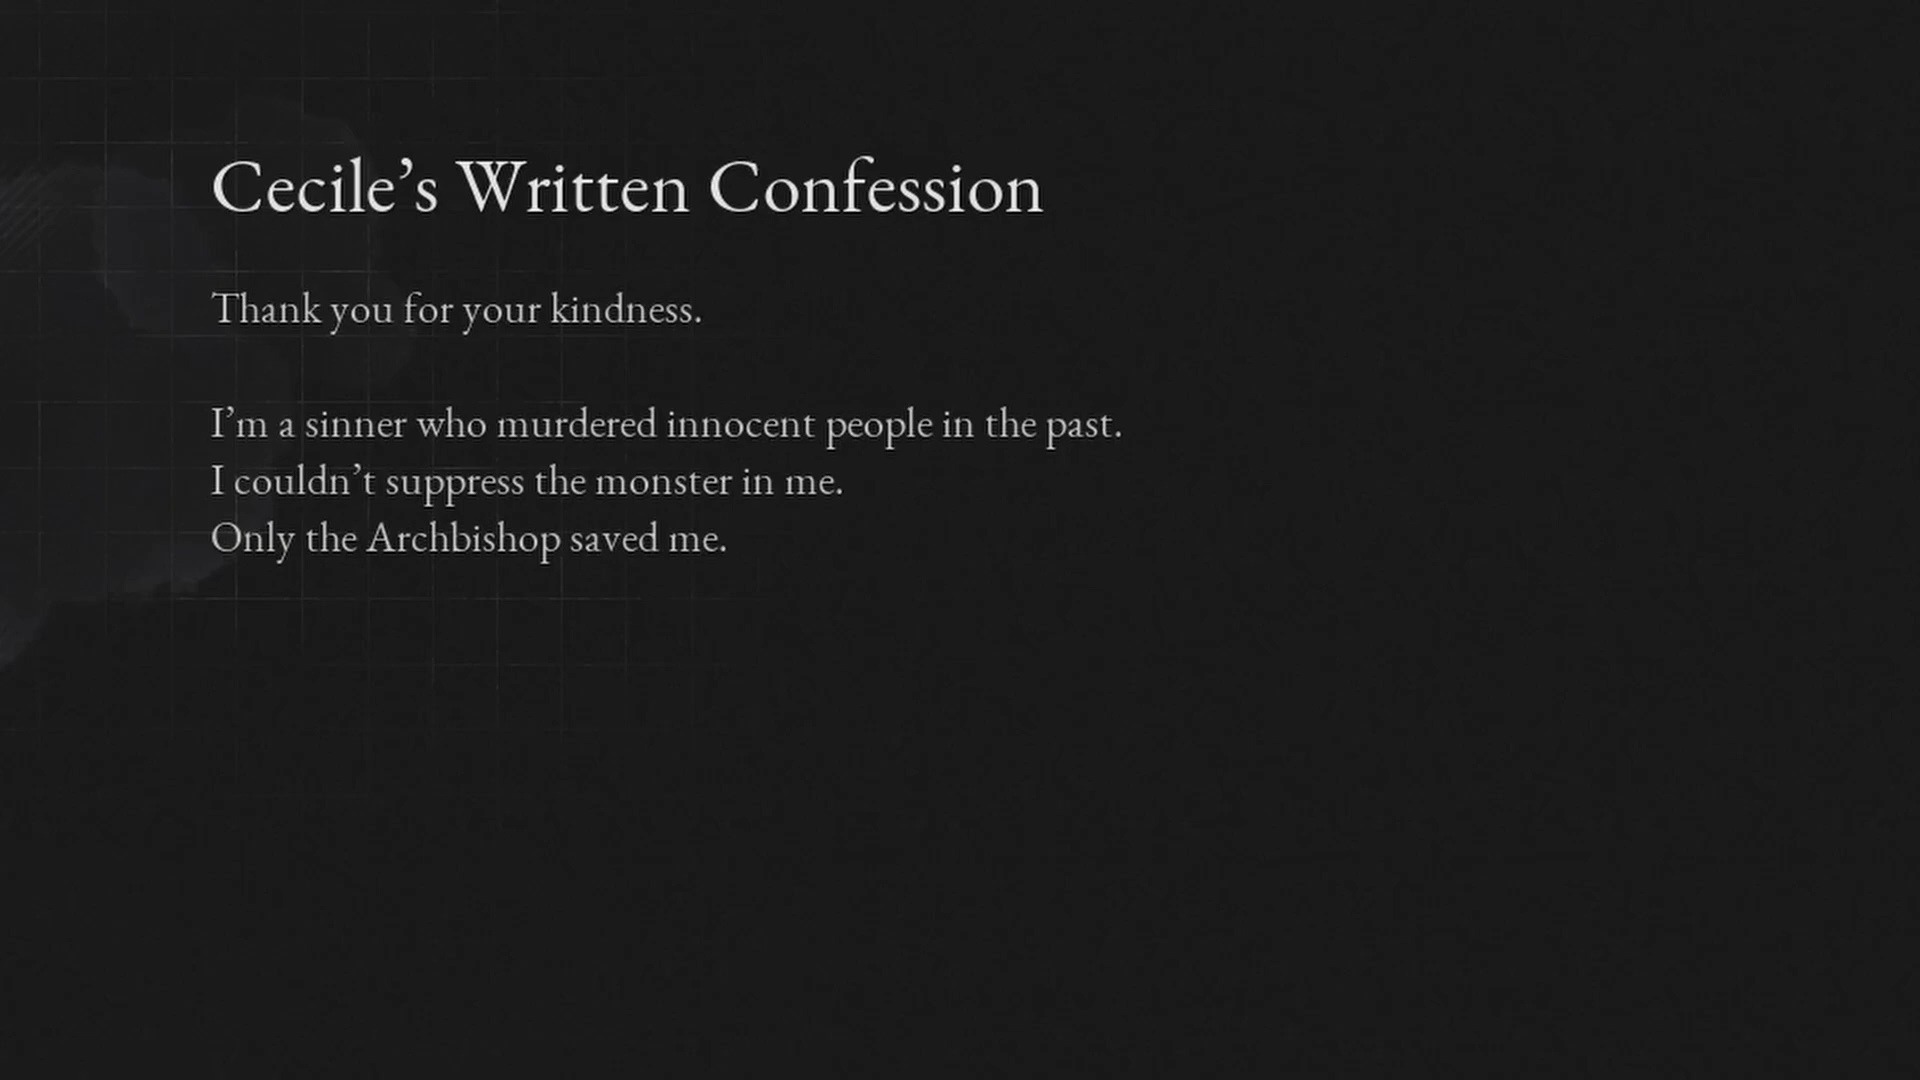 Cecile’s Written Confession
Thank you for your kindness.
I’m a sinner who murdered innocent people in the past.
I couldn’t suppress the monster in me.
Only the Archbishop saved me.